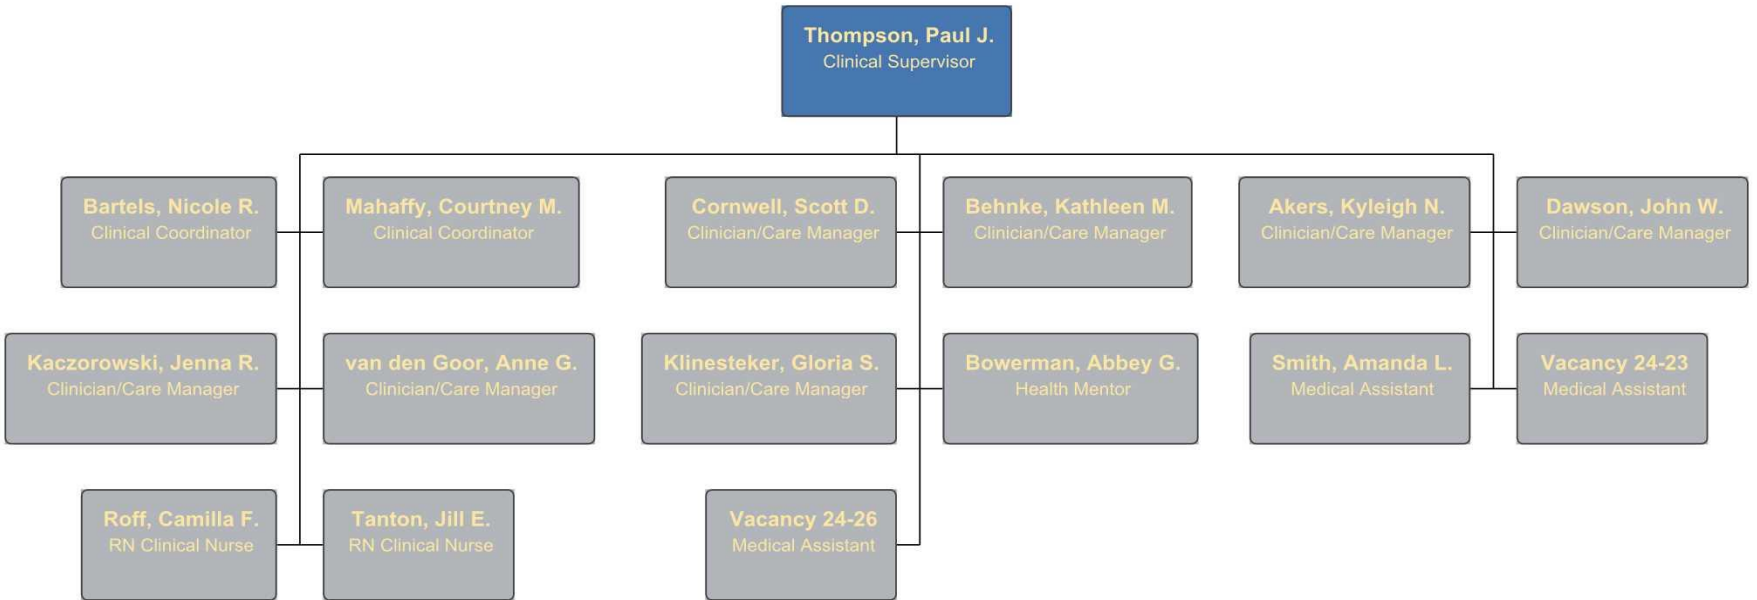 Thompson, Paul J.
Clinical Supervisor
Bartels, Nicole R.
Clinical Coordinator
Mahaffy, Courtney M.
Clinical Coordinator
Cornwell, Scott D.
Clinician/Care Manager
Behnke, Kathleen M.
Clinician/Care Manager
Akers, Kyleigh N.
Clinician/Care Manager
Dawson, John W.
Clinician/Care Manager
Kaczorowski, Jenna R.
Clinician/Care Manager
van den Goor, Anne G.
Clinician/Care Manager
Klinesteker, Gloria S.
Clinician/Care Manager
Bowerman, Abbey G.
Health Mentor
Smith, Amanda L.
Medical Assistant
Vacancy 24-23
Medical Assistant
Roff, Camilla F.
RN Clinical Nurse
Tanton, Jill E.
RN Clinical Nurse
Vacancy 24-26
Medical Assistant